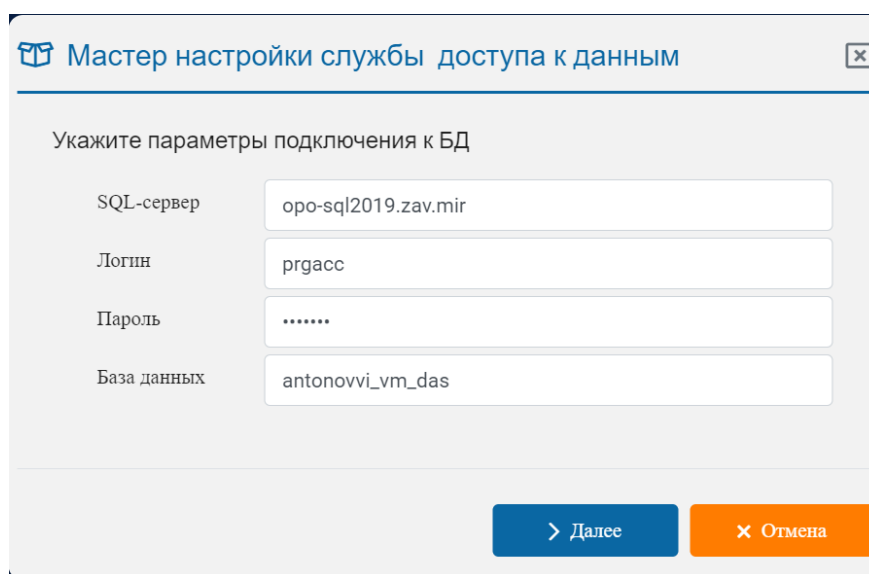 Мастер настройки службы доступа к данным
Укажите параметры подключения к БД
SQL-сервер opo-sql2019.zav.mir
Логин prgacc
Пароль •••••••
База данных antonovvi_vm_das
Далее Отмена